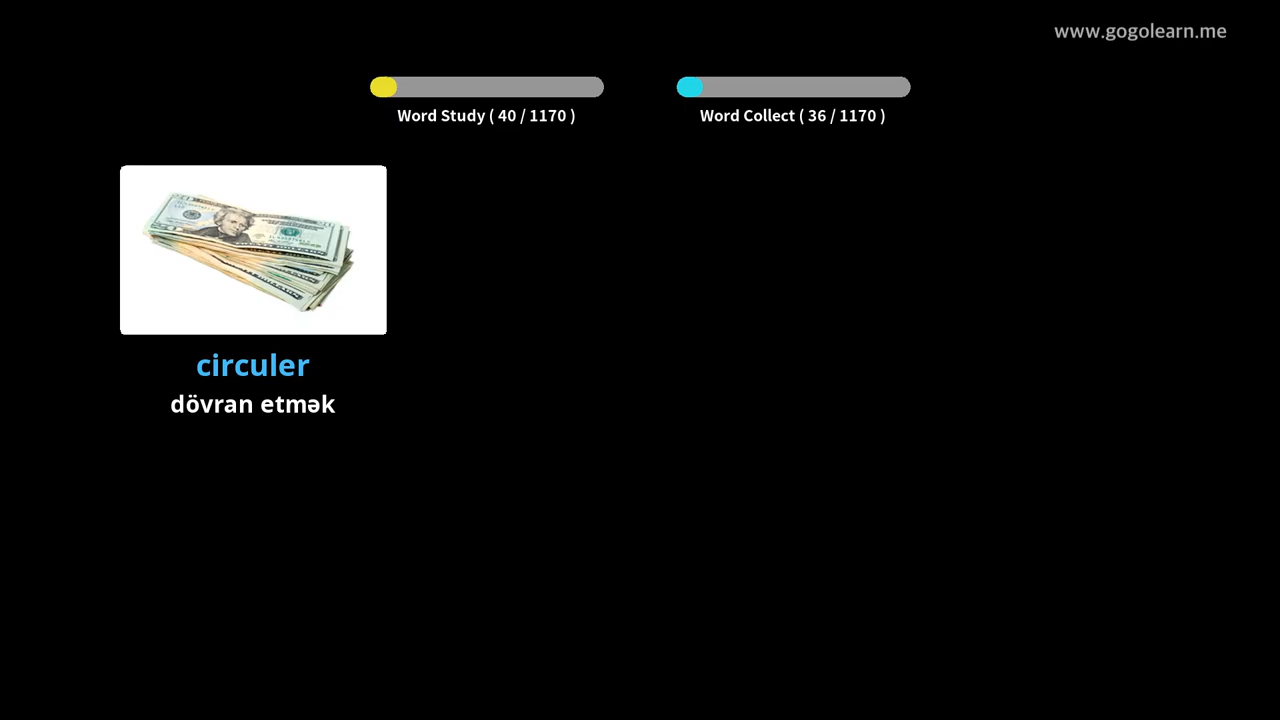 www.gogolearn.me
Word Study ( 40 / 1170 )
Word Collect ( 36 / 1170 )
circuler
dövran etmək